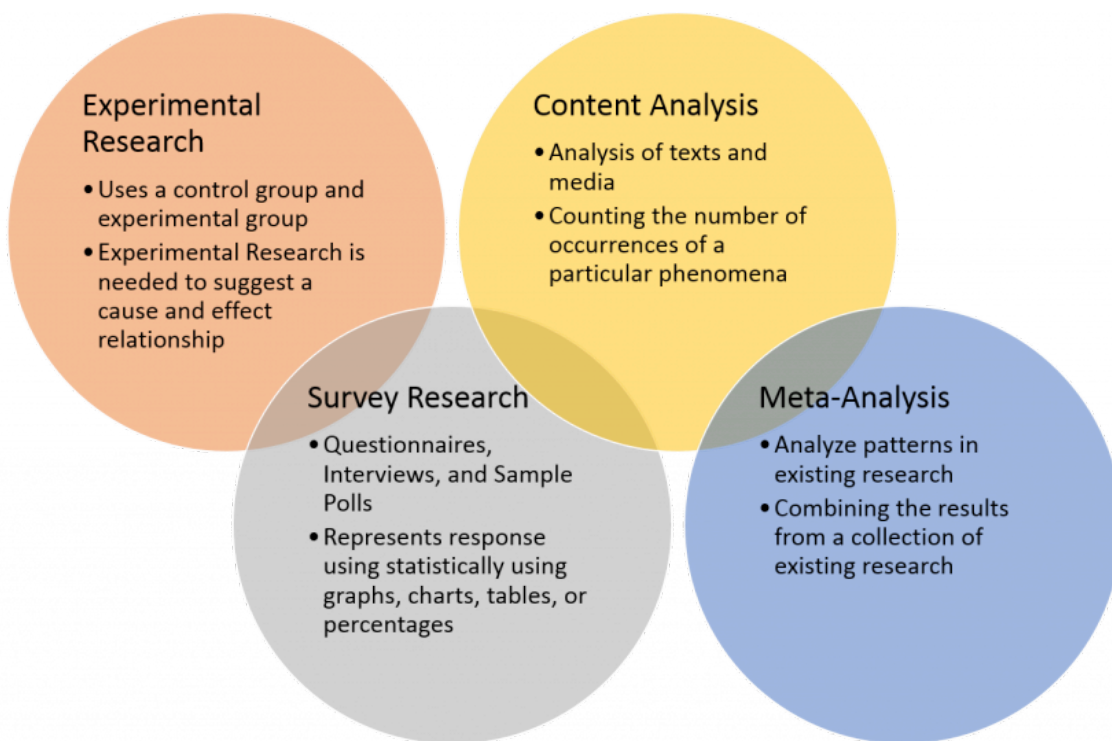 Experimental
Research
• Uses a control group and
experimental group
• Experimental Research is
needed to suggest a
cause and effect
relationship
Content Analysis
• Analysis of texts and
media
• Counting the number of
occurrences of a
particular phenomena
Survey Research
• Questionnaires,
Interviews, and Sample
Polls
• Represents response
using statistically using
graphs, charts, tables, or
percentages
Meta-Analysis
• Analyze patterns in
existing research
• Combining the results
from a collection of
existing research